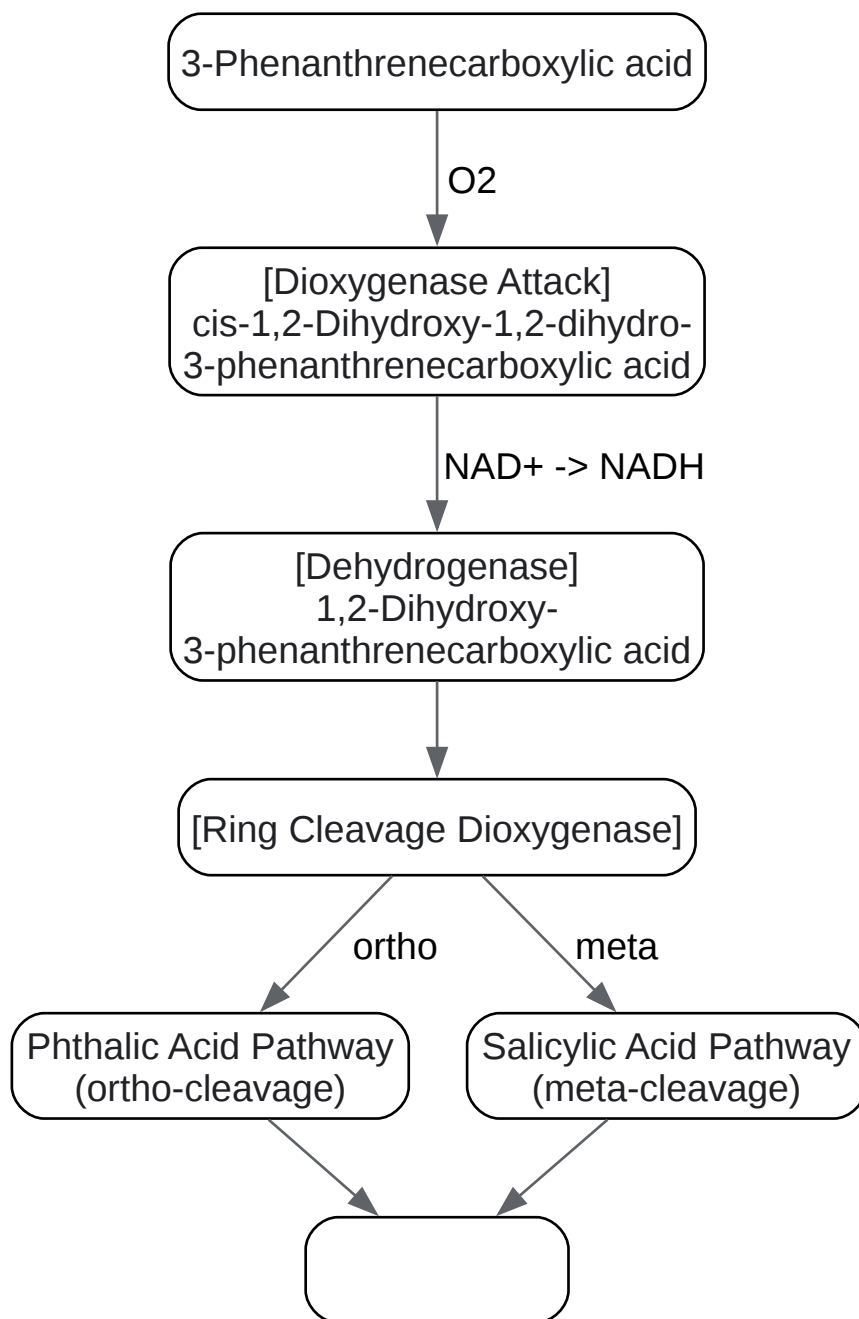 3-Phenanthrenecarboxylic acid
O2
[Dioxygenase Attack]
cis-1,2-Dihydroxy-1,2-dihydro-
3-phenanthrenecarboxylic acid
NAD+ -> NADH
[Dehydrogenase]
1,2-Dihydroxy-
3-phenanthrenecarboxylic acid
[Ring Cleavage Dioxygenase]
ortho
meta
Phthalic Acid Pathway
(ortho-cleavage)
Salicylic Acid Pathway
(meta-cleavage)